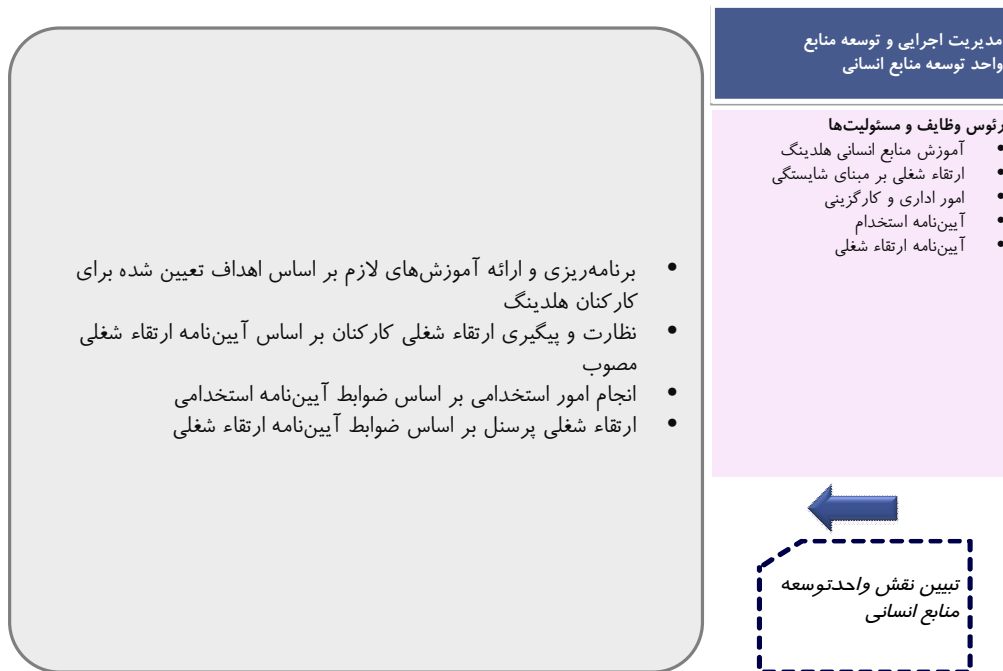 مدیریت اجرایی و توسعه منابع
واحد توسعه منابع انسانی
رئوس وظایف و مسئولیت‌ها
• آموزش منابع انسانی هلدینگ
• ارتقاء شغلی بر مبنای شایستگی
• امور اداری و کارگزینی
• آیین‌نامه استخدام
• آیین‌نامه ارتقاء شغلی
• برنامه‌ریزی و ارائه آموزش‌های لازم بر اساس اهداف تعیین شده برای
کارکنان هلدینگ
• نظارت و پیگیری ارتقاء شغلی کارکنان بر اساس آیین‌نامه ارتقاء شغلی
مصوب
• انجام امور استخدامی بر اساس ضوابط آیین‌نامه استخدامی
• ارتقاء شغلی پرسنل بر اساس ضوابط آیین‌نامه ارتقاء شغلی
تبیین نقش واحدتوسعه
منابع انسانی